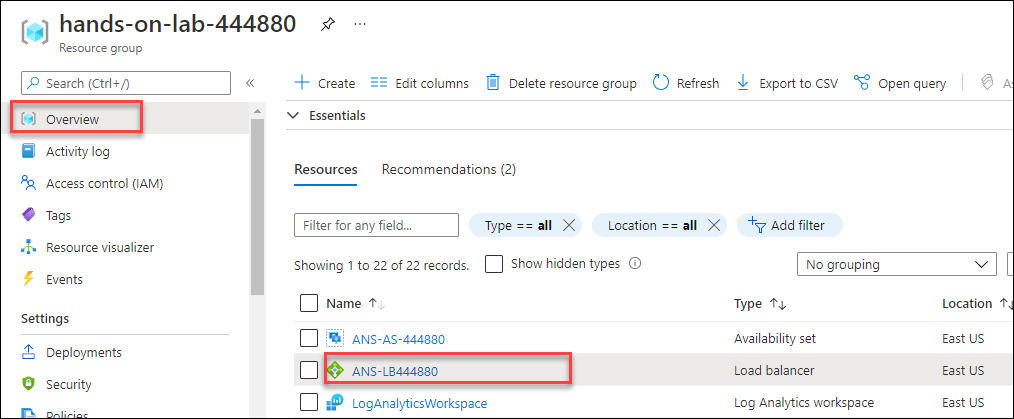 hands-on-lab-444880
Resource group
Search (Ctrl+/)
Overview
Activity log
Access control (IAM)
Tags
Resource visualizer
Events
Settings
Deployments
Security
Policies
Create
Edit columns
Delete resource group
Refresh
Export to CSV
Open query
Essentials
Resources
Recommendations (2)
Filter for any field...
Type == all
Location == all
Add filter
Showing 1 to 22 of 22 records.
Show hidden types
No grouping
Name
Type
Location
ANS-AS-444880
Availability set
East US
ANS-LB444880
Load balancer
East US
LogAnalyticsWorkspace
Log Analytics workspace
East US